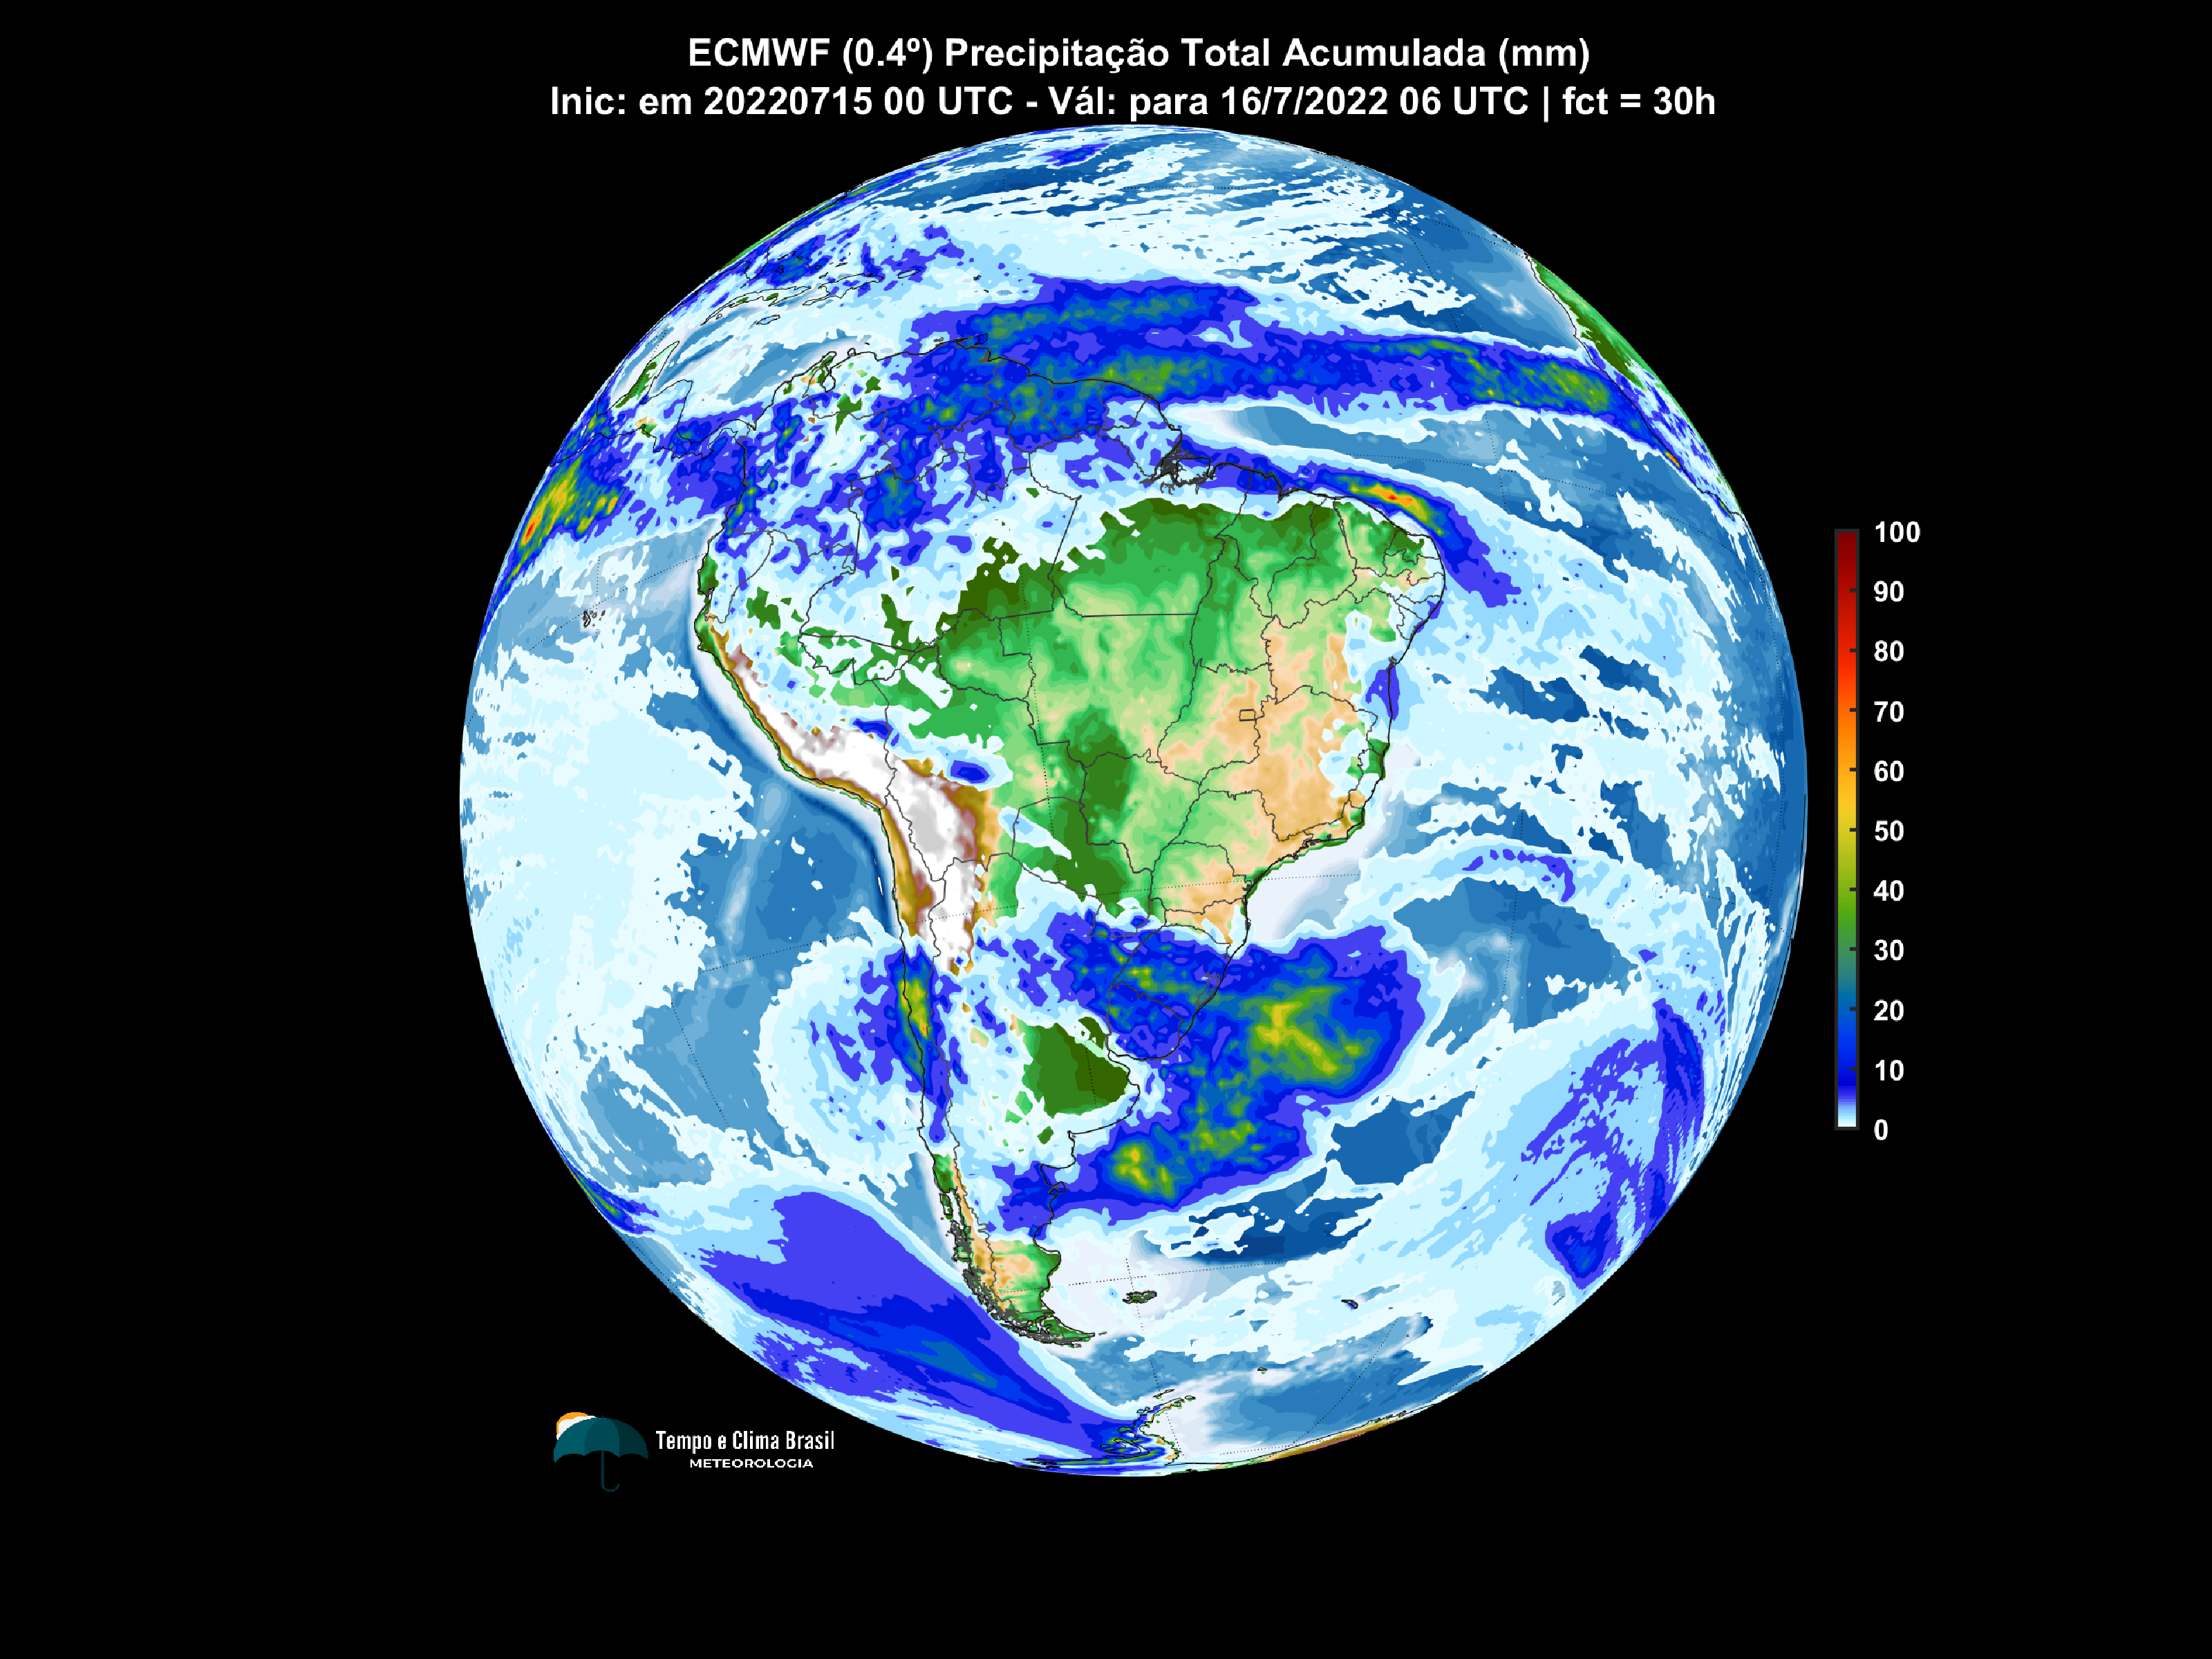 ECMWF (0.4º) Precipitação Total Acumulada (mm)
Inic: em 20220715 00 UTC - Vál: para 16/7/2022 06 UTC | fct = 30h
100
90
80
70
60
50
40
30
20
10
0
Tempo e Clima Brasil
METEOROLOGIA